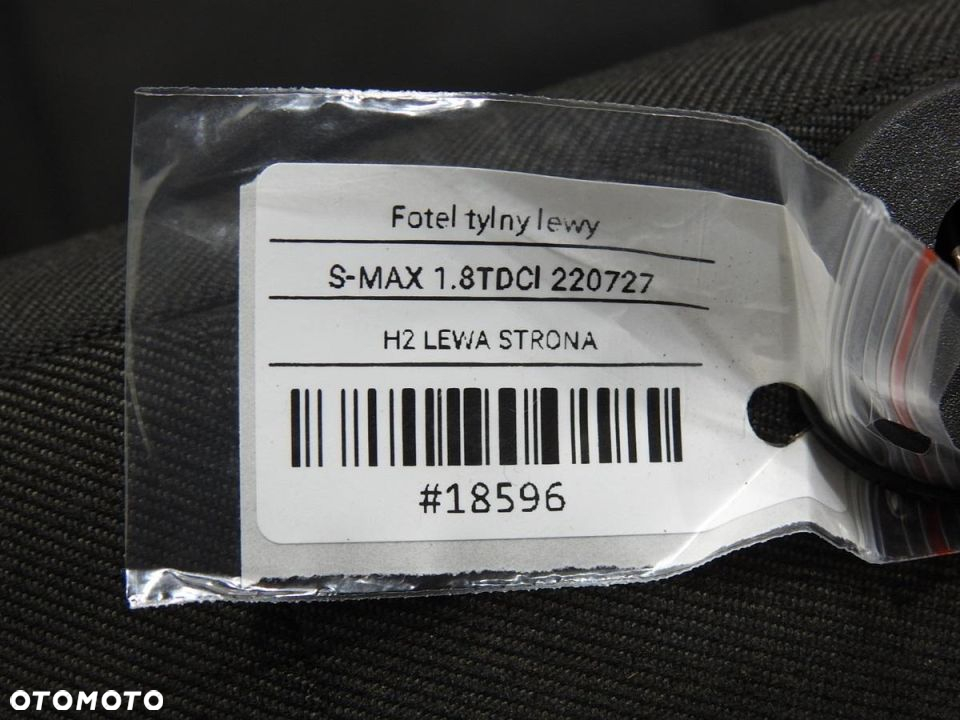 Fotel tylny lewy
S-MAX 1.8TDCI 220727
H2 LEWA STRONA
#18596
OTOMOTO